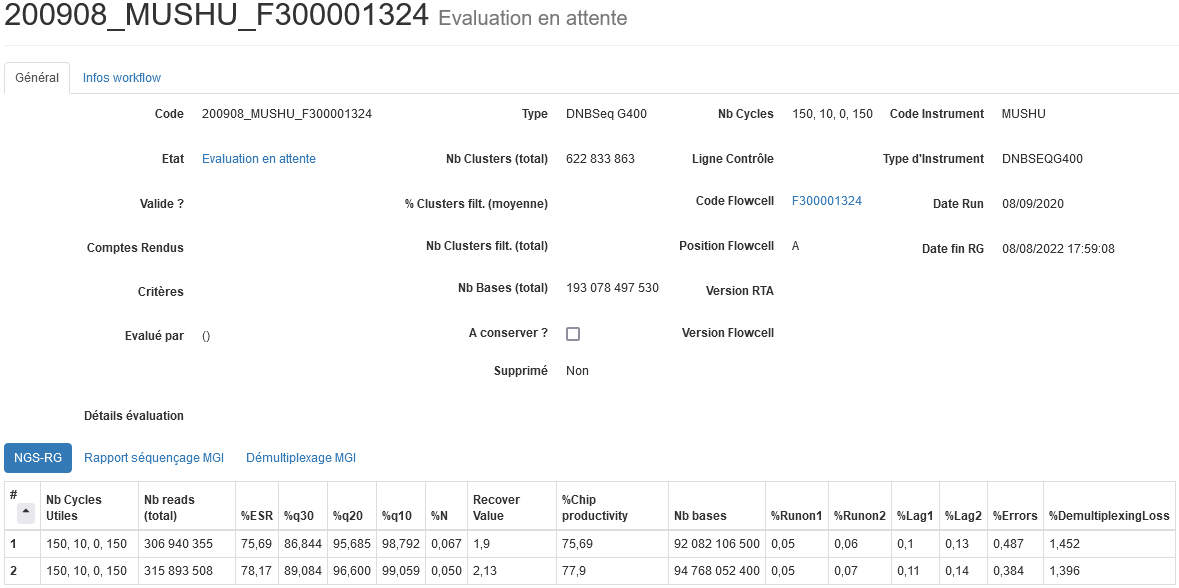 200908_MUSHU_F300001324 Evaluation en attente
Général Infos workflow
Code 200908_MUSHU_F300001324 Type DNBSeq G400 Nb Cycles 150, 10, 0, 150 Code Instrument MUSHU
Etat Evaluation en attente Nb Clusters (total) 622 833 863 Ligne Contrôle Type d'Instrument DNBSEQG400
Valide ? % Clusters filt. (moyenne) Code Flowcell F300001324 Date Run 08/09/2020
Comptes Rendus Nb Clusters filt. (total) Position Flowcell A Date fin RG 08/08/2022 17:59:08
Critères Nb Bases (total) 193 078 497 530 Version RTA
Evalué par () A conserver ? Version Flowcell
Supprimé Non
Détails évaluation
NGS-RG Rapport séquençage MGI Démultiplexage MGI
# Nb Cycles Utiles Nb reads (total) %ESR %q30 %q20 %q10 %N Recover Value %Chip productivity Nb bases %Runon1 %Runon2 %Lag1 %Lag2 %Errors %DemultiplexingLoss
1 150, 10, 0, 150 306 940 355 75,69 86,844 95,685 98,792 0,067 1,9 75,69 92 082 106 500 0,05 0,06 0,1 0,13 0,487 1,452
2 150, 10, 0, 150 315 893 508 78,17 89,084 96,600 99,059 0,050 2,13 77,9 94 768 052 400 0,05 0,07 0,11 0,14 0,384 1,396